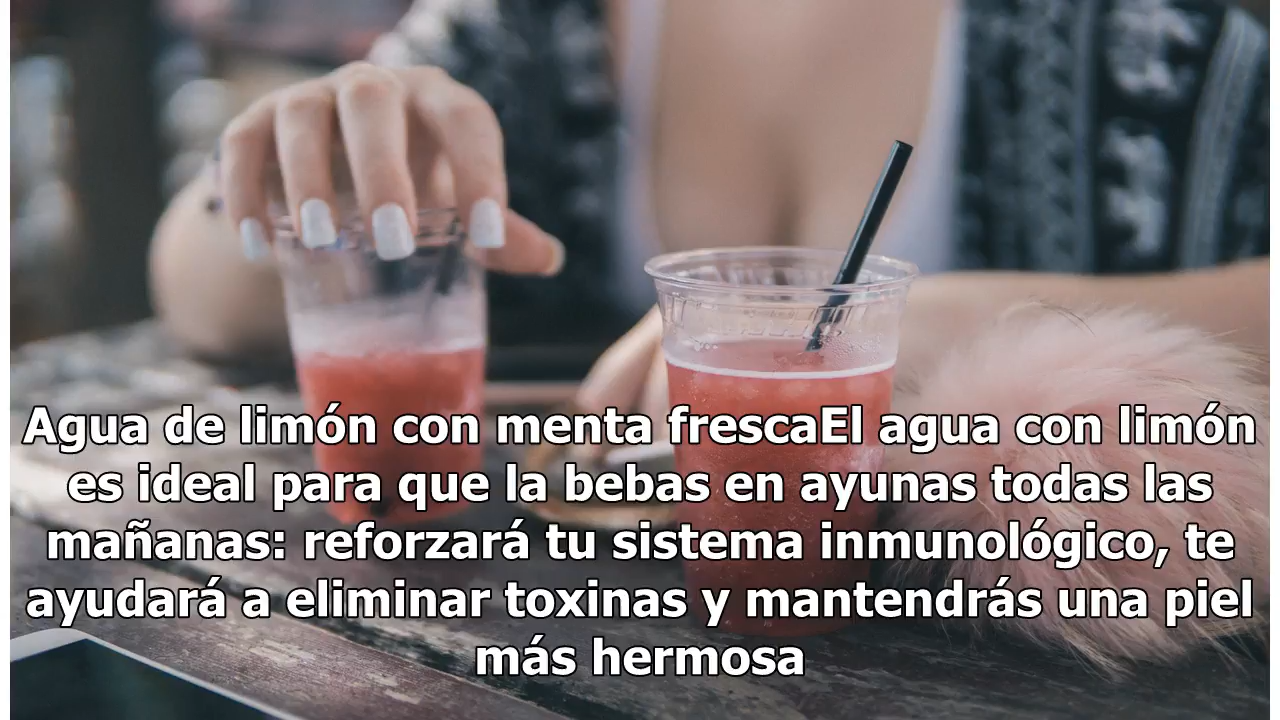 Agua de limón con menta frescaEl agua con limón
es ideal para que la bebas en ayunas todas las
mañanas: reforzará tu sistema inmunológico, te
ayudará a eliminar toxinas y mantendrás una piel
más hermosa